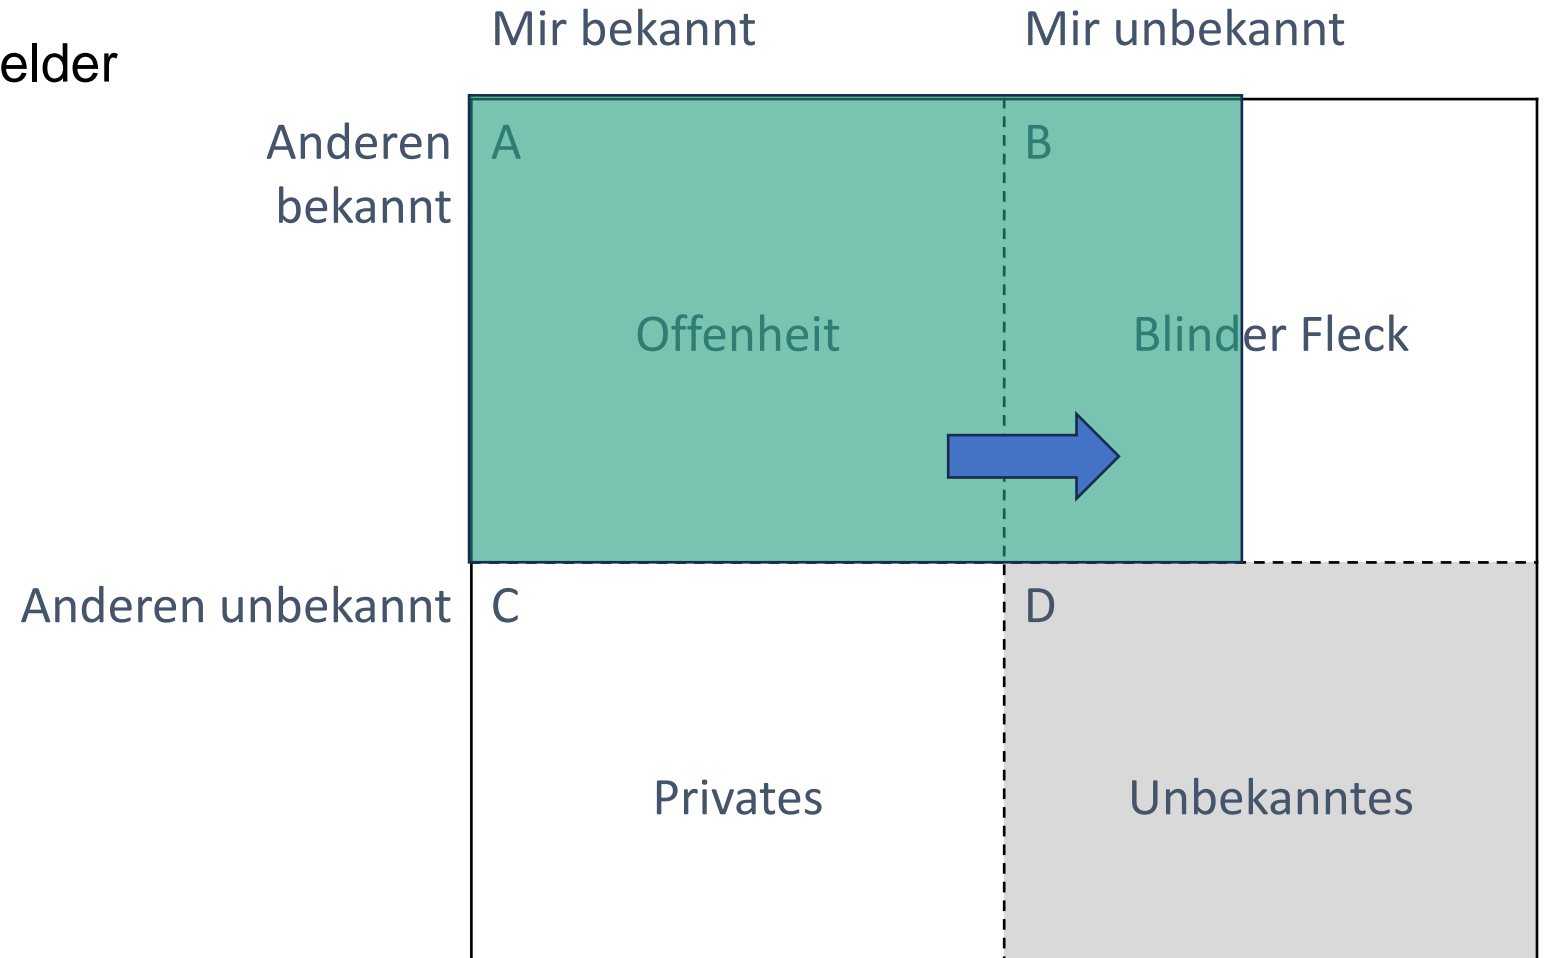 Mir bekannt Mir unbekannt
elder
Anderen A B
bekannt
Offenheit Blinder Fleck
Anderen unbekannt C D
Privates Unbekanntes